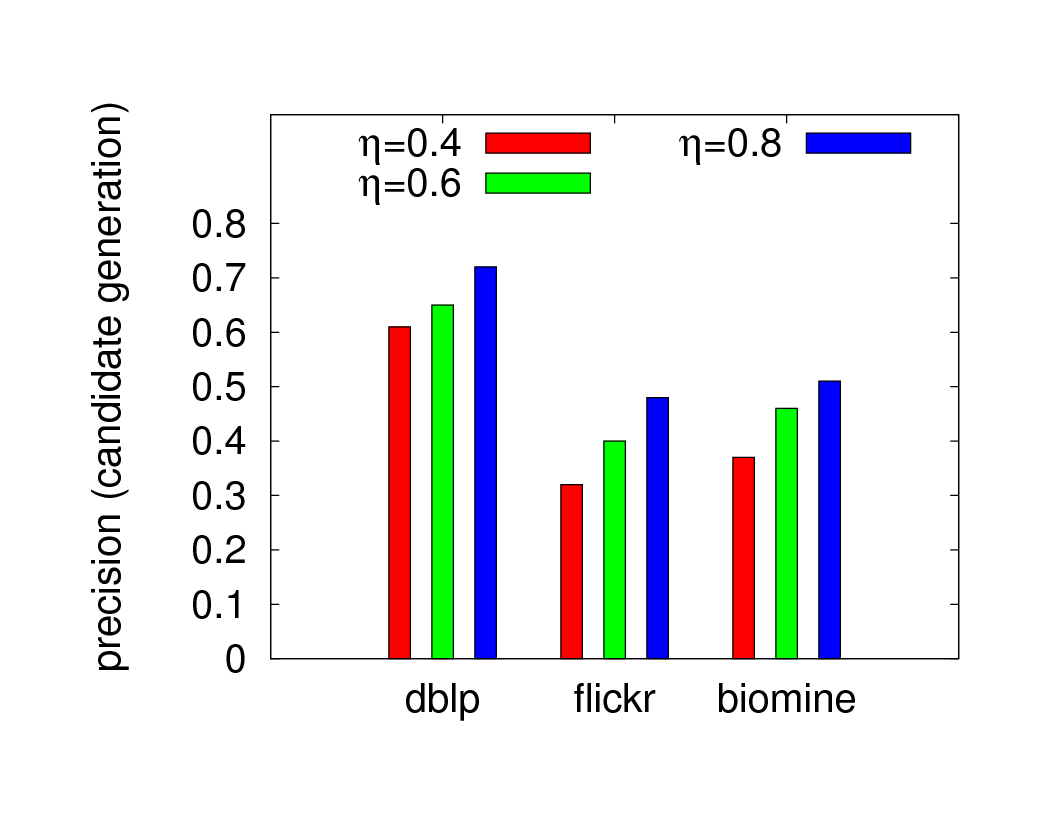 precision (candidate generation)
η=0.4
η=0.6
η=0.8
0.8
0.7
0.6
0.5
0.4
0.3
0.2
0.1
0
dblp flickr biomine